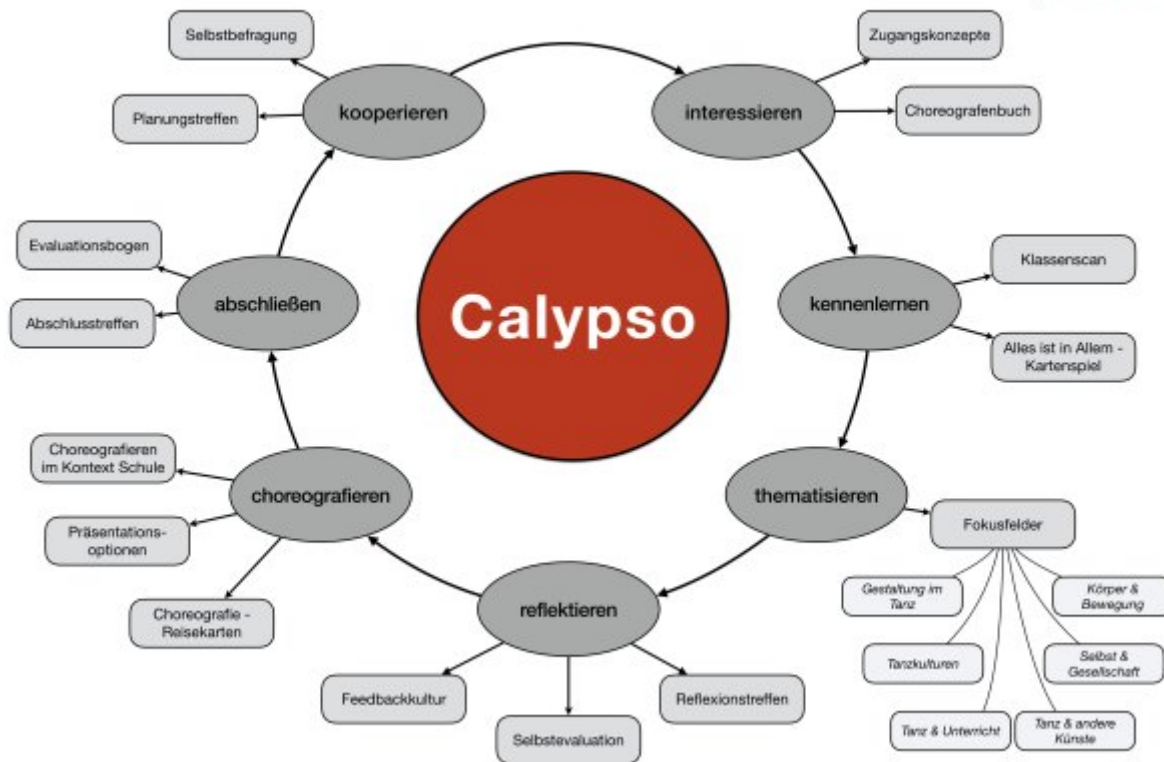 Selbstbefragung
Planungstreffen
kooperieren
interessieren
Zugangskonzepte
Choreografenbuch
Evaluationsbogen
Abschlusstreffen
abschließen
Calypso
kennenlernen
Klassenscan
Alles ist in Allem -
Kartenspiel
Choreografieren
im Kontext Schule
Präsentations-
optionen
Choreografie -
Reisekarten
choreografieren
thematisieren
Fokusfelder
Gestaltung im
Tanz
Körper &
Bewegung
Tanzkulturen
Selbst &
Gesellschaft
Tanz & Unterricht
Tanz & andere
Künste
reflektieren
Feedbackkultur
Selbstevaluation
Reflexionstreffen